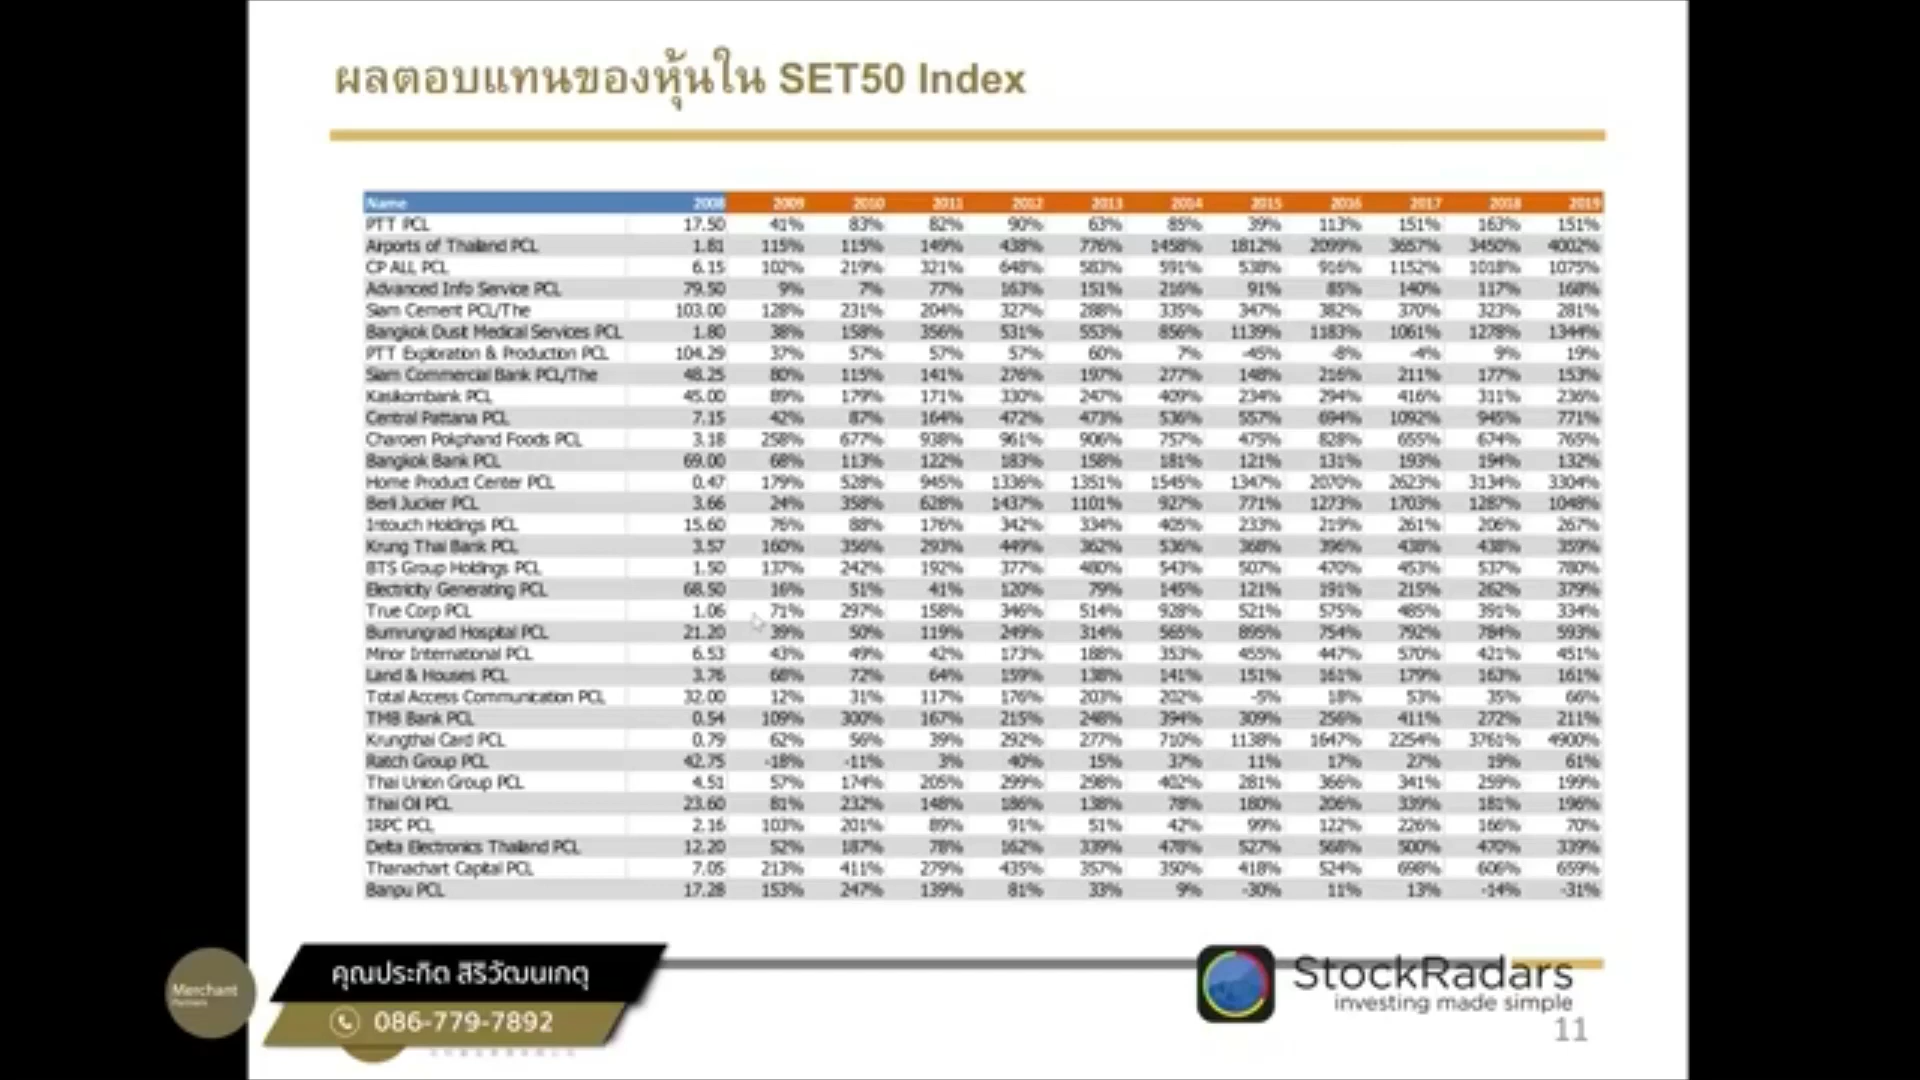 ผลตอบแทนของหุ้นใน SET50 Index
Name 2008 2009 2010 2011 2012 2013 2014 2015 2016 2017 2018 2019
PTT PCL 17.50 41% 83% 82% 90% 63% 85% 39% 113% 151% 163% 151%
Airports of Thailand PCL 1.81 115% 115% 149% 438% 776% 1458% 1812% 2099% 3657% 3450% 4002%
CP ALL PCL 6.15 102% 219% 321% 648% 583% 591% 538% 916% 1152% 1018% 1075%
Advanced Info Service PCL 79.50 9% 7% 77% 163% 151% 216% 91% 85% 140% 117% 168%
Siam Cement PCL/The 103.00 128% 231% 204% 327% 288% 335% 347% 382% 370% 323% 281%
Bangkok Dusit Medical Services PCL 1.80 38% 158% 356% 531% 553% 856% 1139% 1183% 1061% 1278% 1344%
PTT Exploration & Production PCL 104.29 37% 57% 57% 57% 60% 7% -45% -8% -4% 9% 19%
Siam Commercial Bank PCL/The 48.25 80% 115% 141% 276% 197% 277% 148% 216% 211% 177% 153%
Kasikornbank PCL 45.00 89% 179% 171% 330% 247% 409% 234% 294% 416% 311% 236%
Central Pattana PCL 7.15 42% 87% 164% 472% 473% 536% 557% 694% 1092% 945% 771%
Charoen Pokphand Foods PCL 3.18 258% 677% 938% 961% 906% 757% 475% 828% 655% 674% 765%
Bangkok Bank PCL 69.00 68% 113% 122% 183% 158% 181% 121% 131% 193% 194% 132%
Home Product Center PCL 0.47 179% 528% 945% 1336% 1351% 1545% 1347% 2070% 2623% 3134% 3304%
Berli Jucker PCL 3.66 24% 358% 628% 1437% 1101% 927% 771% 1273% 1703% 1287% 1048%
Intouch Holdings PCL 15.60 76% 88% 176% 342% 334% 405% 233% 219% 261% 206% 267%
Krung Thai Bank PCL 3.57 160% 356% 293% 449% 362% 536% 368% 396% 438% 438% 359%
BTS Group Holdings PCL 1.50 137% 242% 192% 377% 480% 543% 507% 470% 453% 537% 780%
Electricity Generating PCL 68.50 16% 51% 41% 120% 79% 145% 121% 191% 215% 262% 379%
True Corp PCL 1.06 71% 297% 158% 346% 514% 928% 521% 575% 485% 391% 334%
Bumrungrad Hospital PCL 21.20 39% 50% 119% 249% 314% 565% 895% 754% 792% 784% 593%
Minor International PCL 6.53 43% 49% 42% 173% 188% 353% 455% 447% 570% 421% 451%
Land & Houses PCL 3.76 68% 72% 64% 159% 138% 141% 151% 161% 179% 163% 161%
Total Access Communication PCL 32.00 12% 31% 117% 176% 203% 202% -5% 18% 53% 35% 66%
TMB Bank PCL 0.54 109% 300% 167% 215% 248% 394% 309% 256% 411% 272% 211%
Krungthai Card PCL 0.79 62% 56% 39% 292% 277% 710% 1138% 1647% 2254% 3761% 4900%
Ratch Group PCL 42.75 -18% -11% 3% 40% 15% 37% 11% 17% 27% 19% 61%
Thai Union Group PCL 4.51 57% 174% 205% 299% 298% 402% 281% 366% 341% 259% 199%
Thai Oil PCL 23.60 81% 232% 148% 186% 138% 78% 180% 206% 339% 181% 196%
IRPC PCL 2.16 103% 201% 89% 91% 51% 42% 99% 122% 226% 166% 70%
Delta Electronics Thailand PCL 12.20 52% 187% 78% 162% 339% 478% 527% 568% 500% 470% 339%
Thanachart Capital PCL 7.05 213% 411% 279% 435% 357% 350% 418% 524% 698% 606% 659%
Banpu PCL 17.28 153% 247% 139% 81% 33% 9% -30% 11% 13% -14% -31%
Merchant
Partners
คุณประกิต สิริวัฒนเกตุ
086-779-7892
StockRadars
investing made simple
11